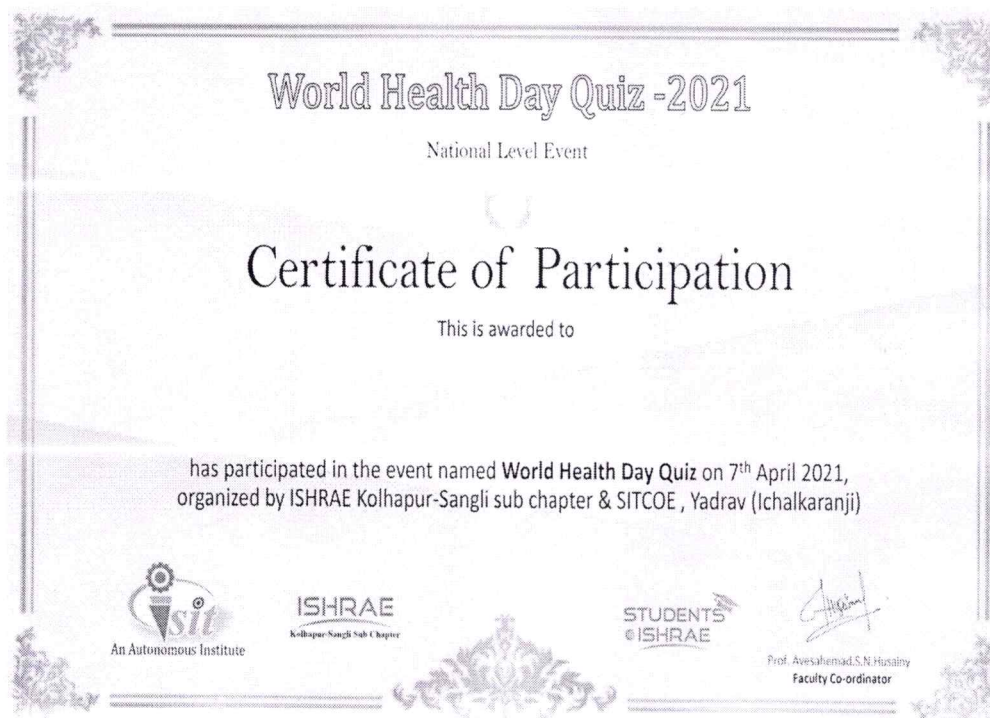 World Health Day Quiz -2021
National Level Event
Certificate of Participation
This is awarded to
has participated in the event named World Health Day Quiz on 7th April 2021,
organized by ISHRAE Kolhapur-Sangli sub chapter & SITCOE , Yadrav (Ichalkaranji)
sit
An Autonomous Institute
ISHRAE
Kolhapur-Sangli Sub Chapter
STUDENTS
@ISHRAE
Prof. Avesahemad.S.N.Husainy
Faculty Co-ordinator